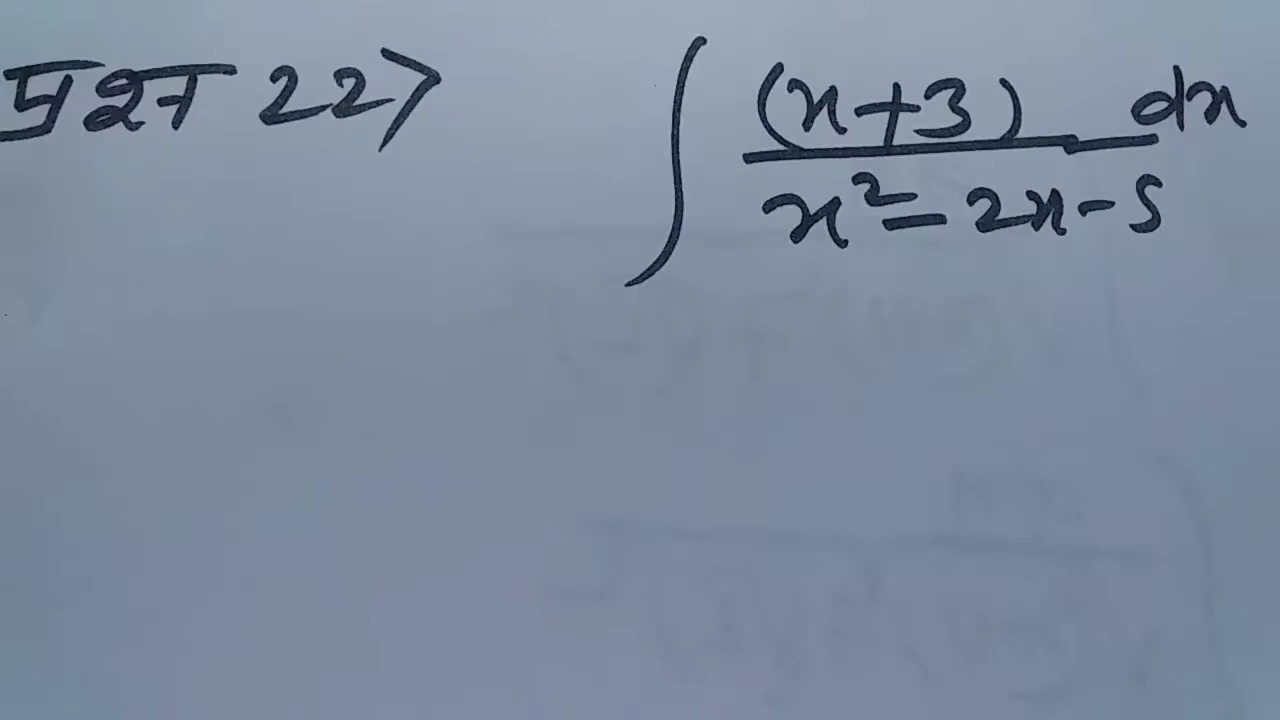 प्रश्न 22> ∫ (x+3) dx / x² - 2x - 5